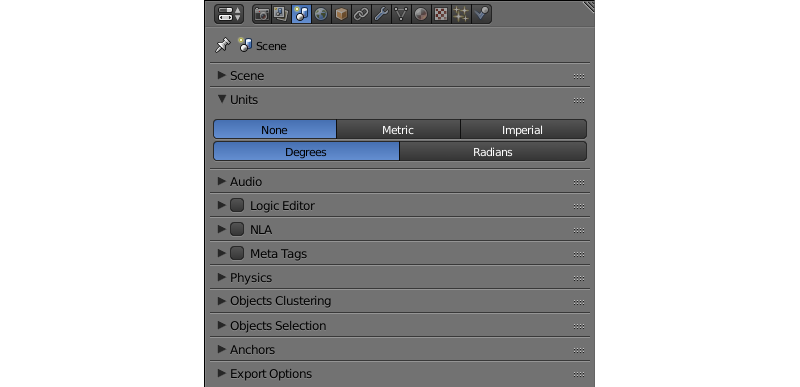 Scene
Scene
Units
None Metric Imperial
Degrees Radians
Audio
Logic Editor
NLA
Meta Tags
Physics
Objects Clustering
Objects Selection
Anchors
Export Options